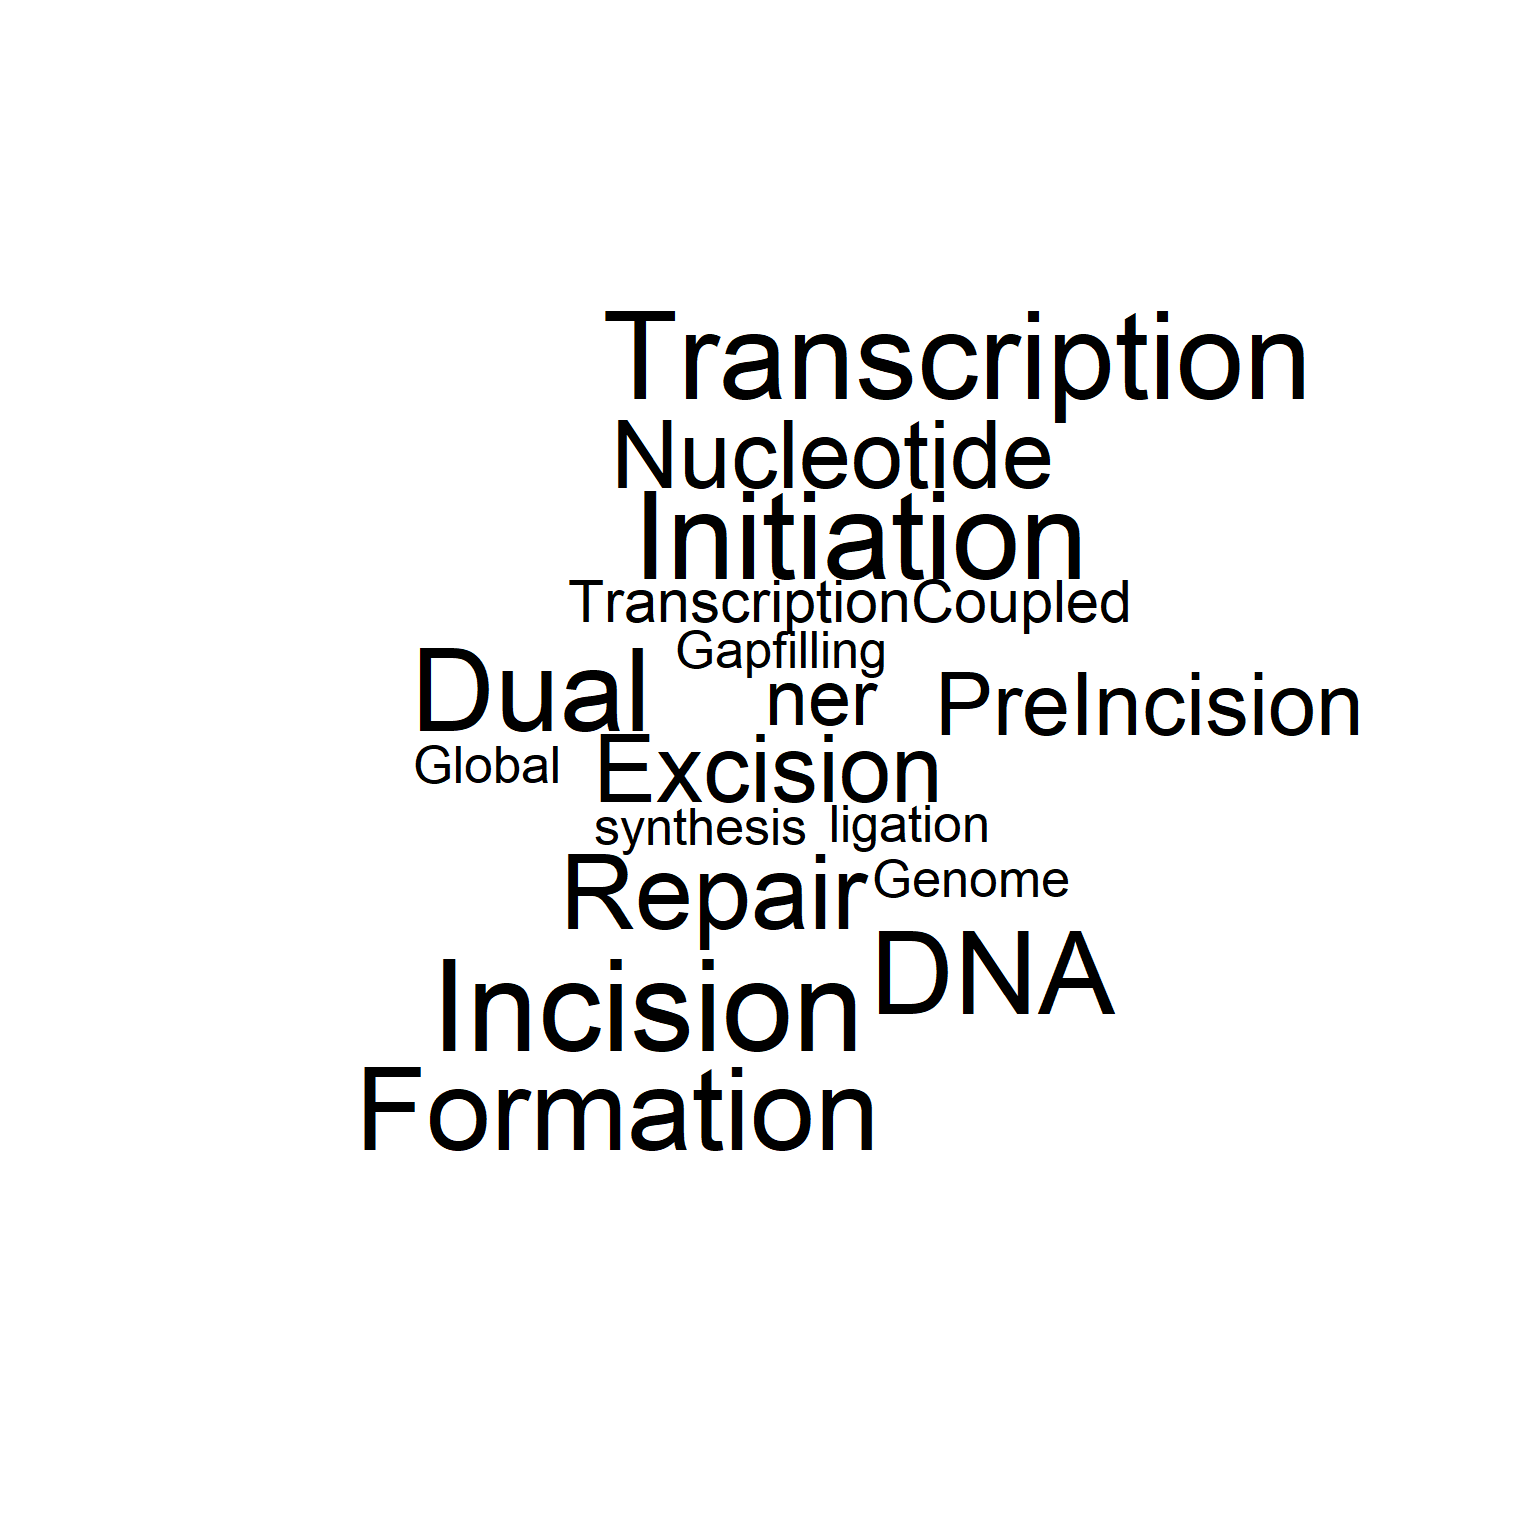 Transcription
Nucleotide
Initiation
TranscriptionCoupled
Gapfilling
Dual
ner
PreIncision
Global
Excision
synthesis
ligation
Repair
Genome
DNA
Incision
Formation